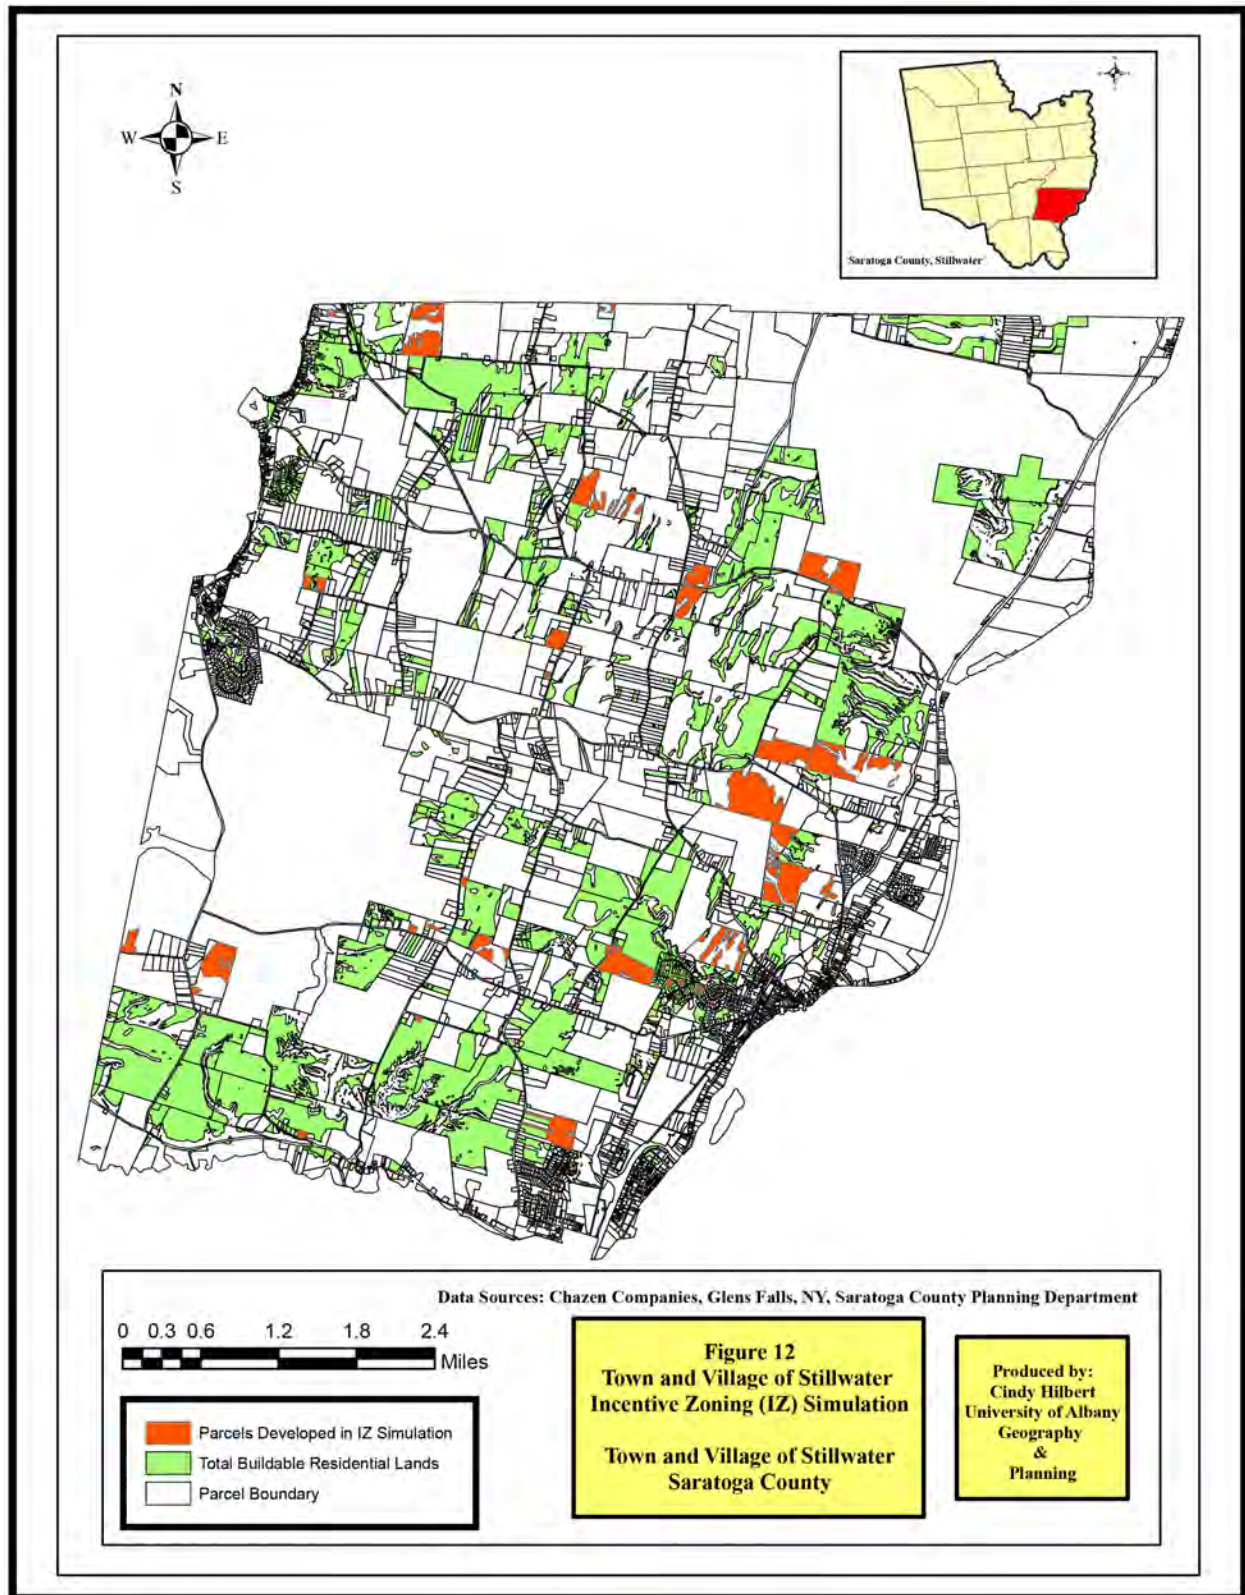 N
W E
S
Saratoga County, Stillwater
Data Sources: Chazen Companies, Glens Falls, NY, Saratoga County Planning Department
0 0.3 0.6 1.2 1.8 2.4
Miles
Parcels Developed in IZ Simulation
Total Buildable Residential Lands
Parcel Boundary
Figure 12
Town and Village of Stillwater
Incentive Zoning (IZ) Simulation
Town and Village of Stillwater
Saratoga County
Produced by:
Cindy Hilbert
University of Albany
Geography
&
Planning